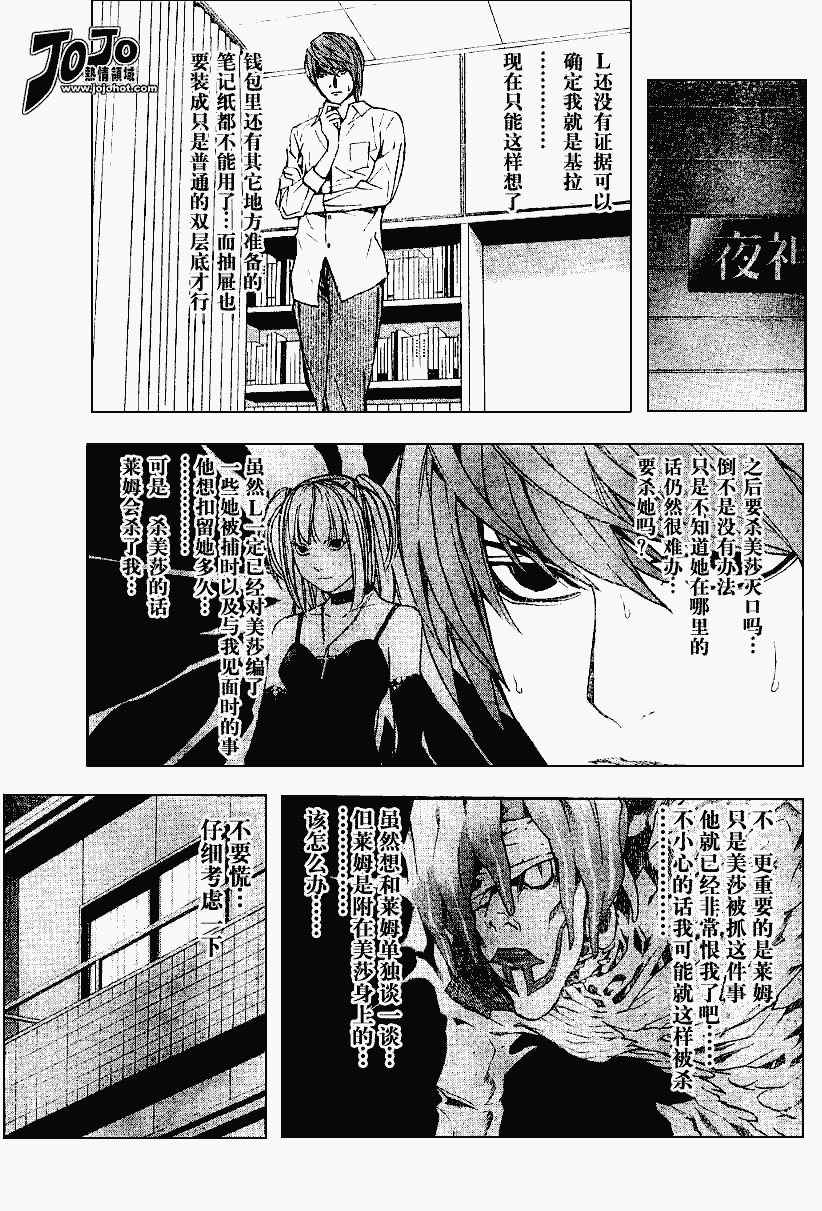 JOJO
熱情領域
www.jojohot.com
夜神
L还没有证据可以
确定我就是基拉
…………………
现在只能这样想了
钱包里还有其它地方准备的
笔记纸都不能用了…而抽屉也
要装成只是普通的双层底才行
之后要杀美莎灭口吗…
倒不是没有办法
只是不知道她在哪里的
话仍然很难办…
要杀她吗？
虽然L一定已经对美莎编了
一些她被捕时以及与我见面时的事
他想扣留她多久…
…………………
可是 杀美莎的话
莱姆会杀了我…
不 更重要的是莱姆
只是美莎被抓这件事
他就已经非常恨我了吧……
不小心的话我可能就这样被杀
…………………
虽然想和莱姆单独谈一谈…
但莱姆是附在美莎身上的…
…………………
该怎么办……
不要慌…
仔细考虑一下